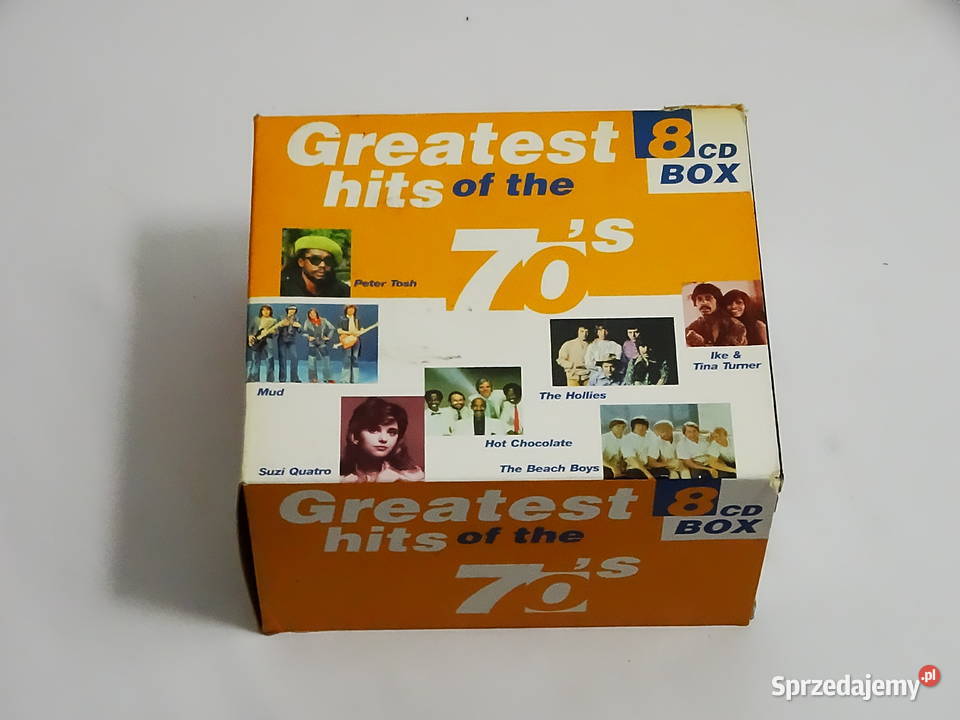 Greatest
hits of the
70's
8 CD
BOX
Peter Tosh
Mud
Ike &
Tina Turner
The Hollies
Hot Chocolate
Suzi Quatro
The Beach Boys
Greatest
hits of the
70's
8 CD
BOX
Sprzedajemy.pl